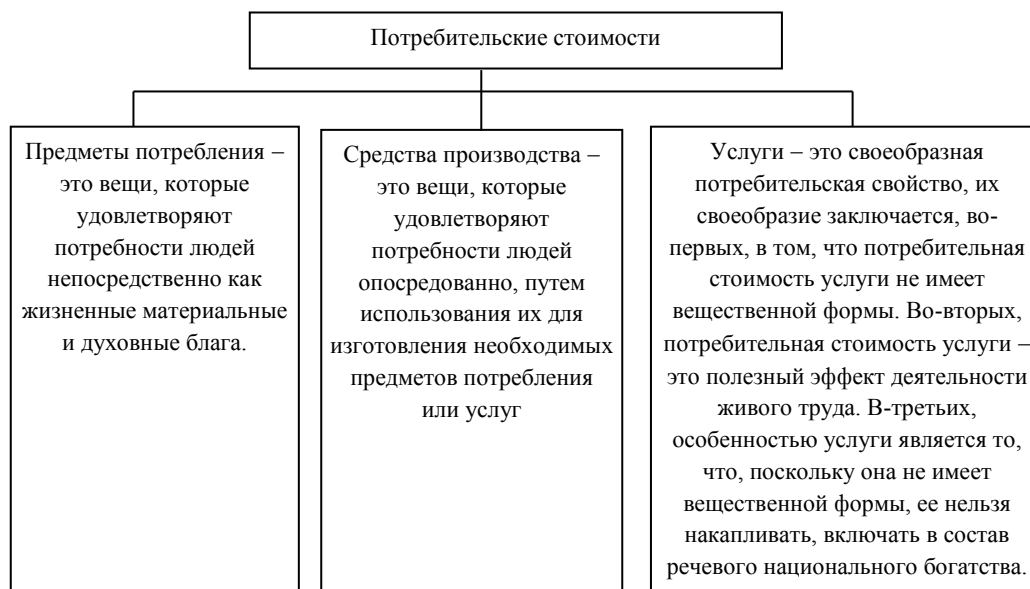 Потребительские стоимости
Предметы потребления –
это вещи, которые
удовлетворяют
потребности людей
непосредственно как
жизненные материальные
и духовные блага.
Средства производства –
это вещи, которые
удовлетворяют
потребности людей
опосредованно, путем
использования их для
изготовления необходимых
предметов потребления
или услуг
Услуги – это своеобразная
потребительская свойство, их
своеобразие заключается, во-
первых, в том, что потребительная
стоимость услуги не имеет
вещественной формы. Во-вторых,
потребительная стоимость услуги –
это полезный эффект деятельности
живого труда. В-третьих,
особенностью услуги является то,
что, поскольку она не имеет
вещественной формы, ее нельзя
накапливать, включать в состав
речевого национального богатства.